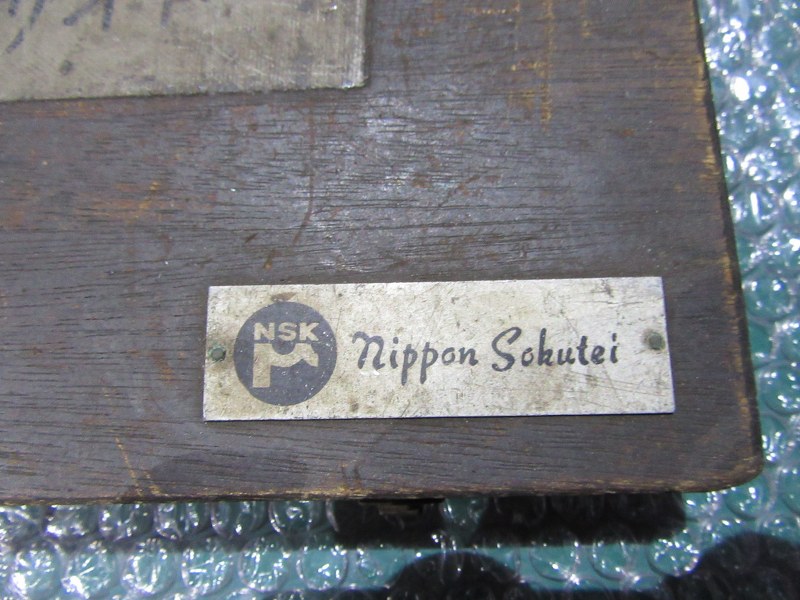 NSK
μ
Nippon Sokutei